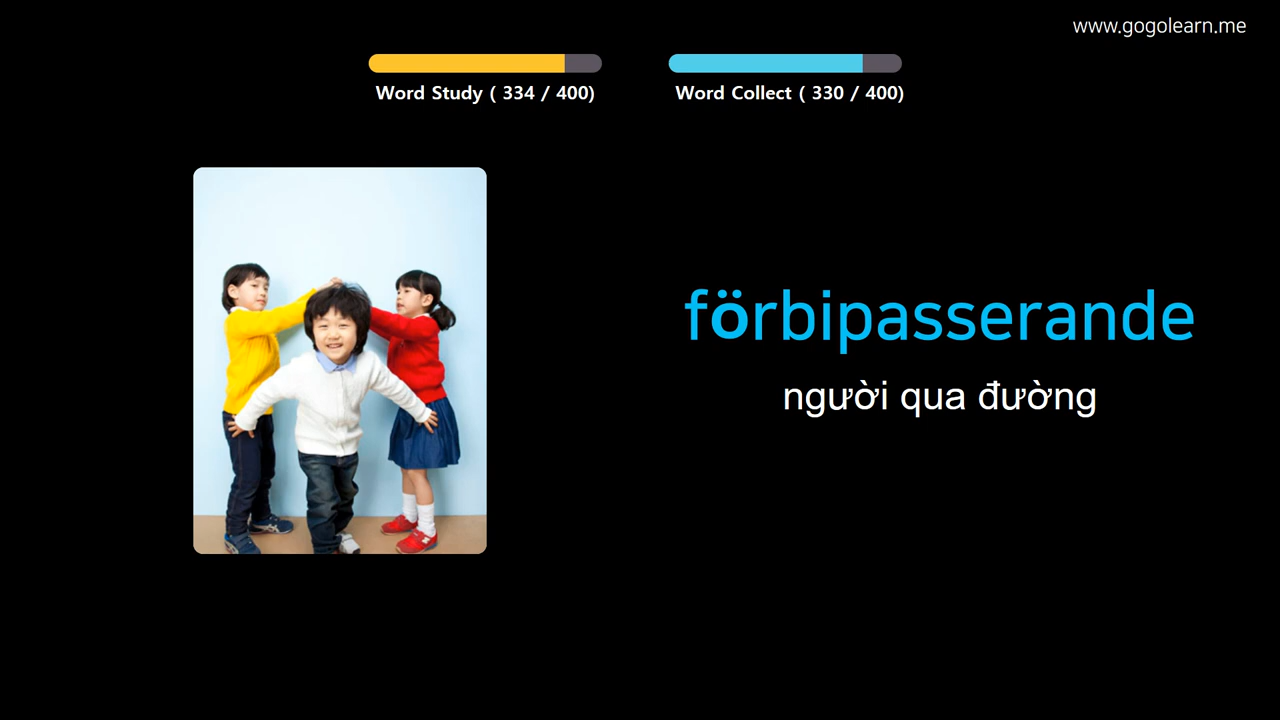 www.gogolearn.me
Word Study ( 334 / 400)
Word Collect ( 330 / 400)
förbipasserande
người qua đường